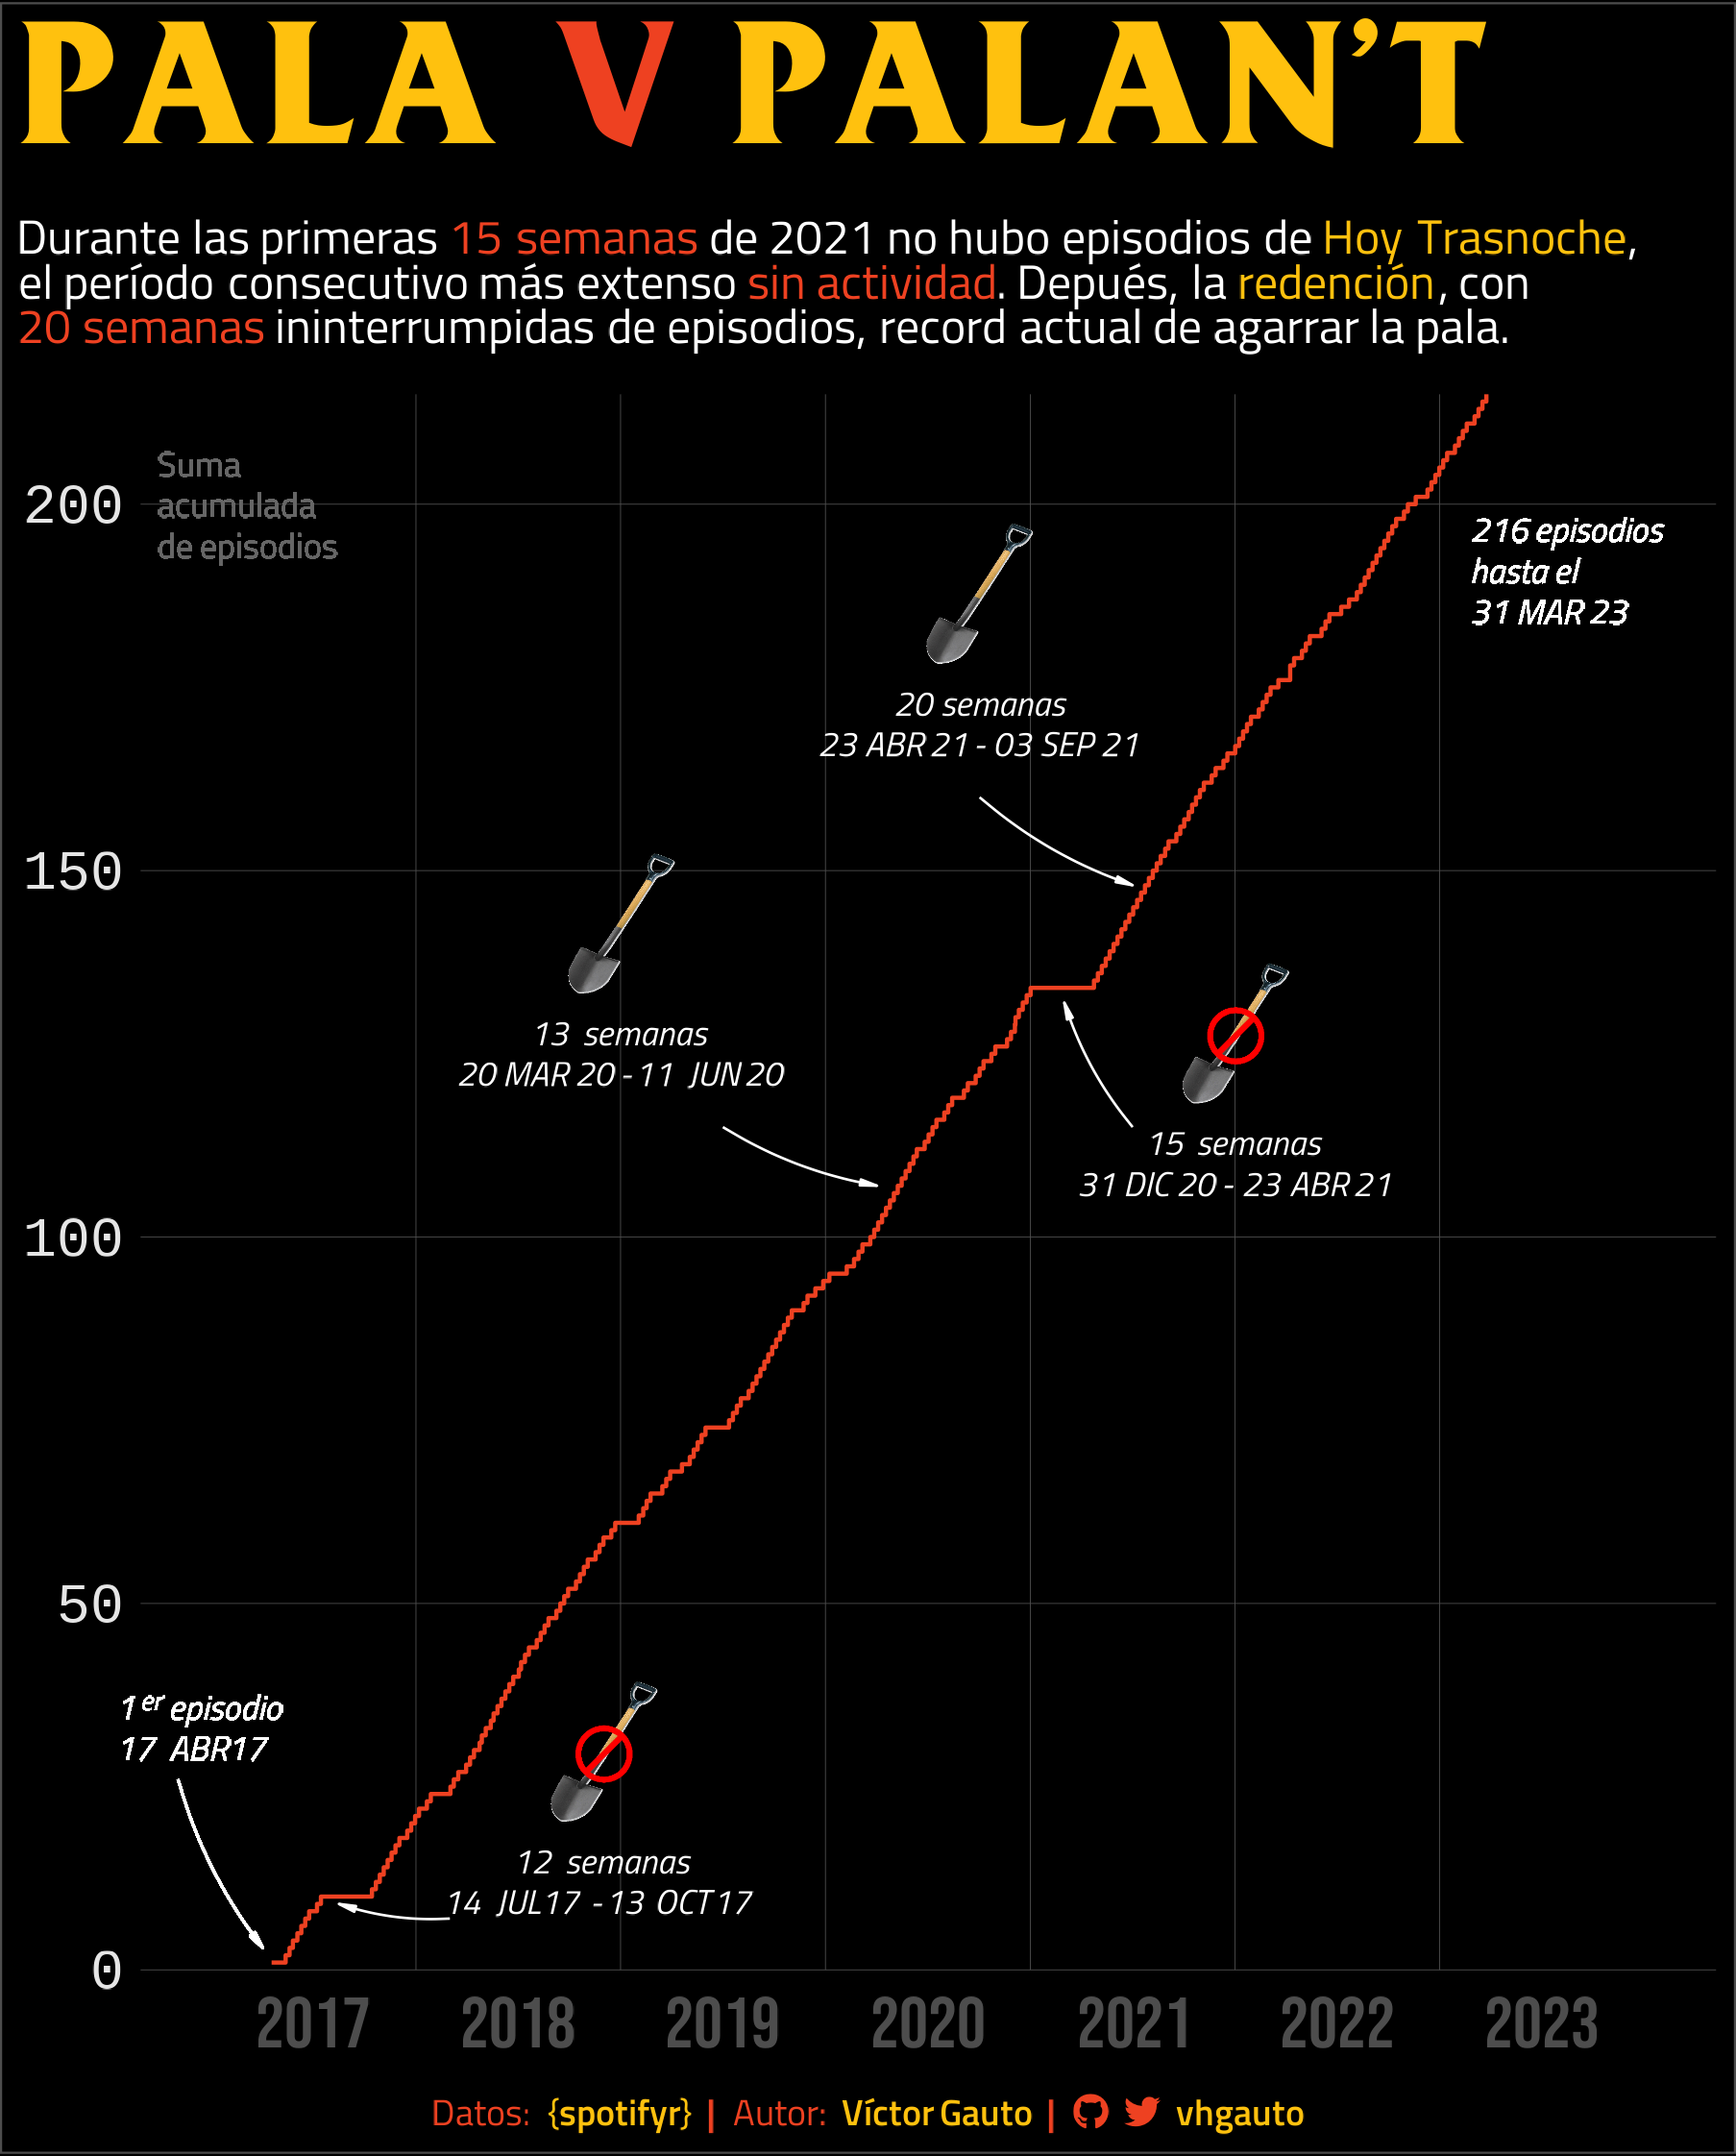 PALA V PALAN’T
Durante las primeras 15 semanas de 2021 no hubo episodios de Hoy Trasnoche,
el período consecutivo más extenso sin actividad. Depués, la redención, con
20 semanas ininterrumpidas de episodios, record actual de agarrar la pala.
Suma
acumulada
de episodios
200
216 episodios
hasta el
31 MAR 23
20 semanas
23 ABR 21 - 03 SEP 21
150
13 semanas
20 MAR 20 - 11 JUN 20
15 semanas
31 DIC 20 - 23 ABR 21
100
50
1er episodio
17 ABR17
12 semanas
14 JUL17 - 13 OCT17
0
2017 2018 2019 2020 2021 2022 2023
Datos: {spotifyr} | Autor: Víctor Gauto | vhgauto